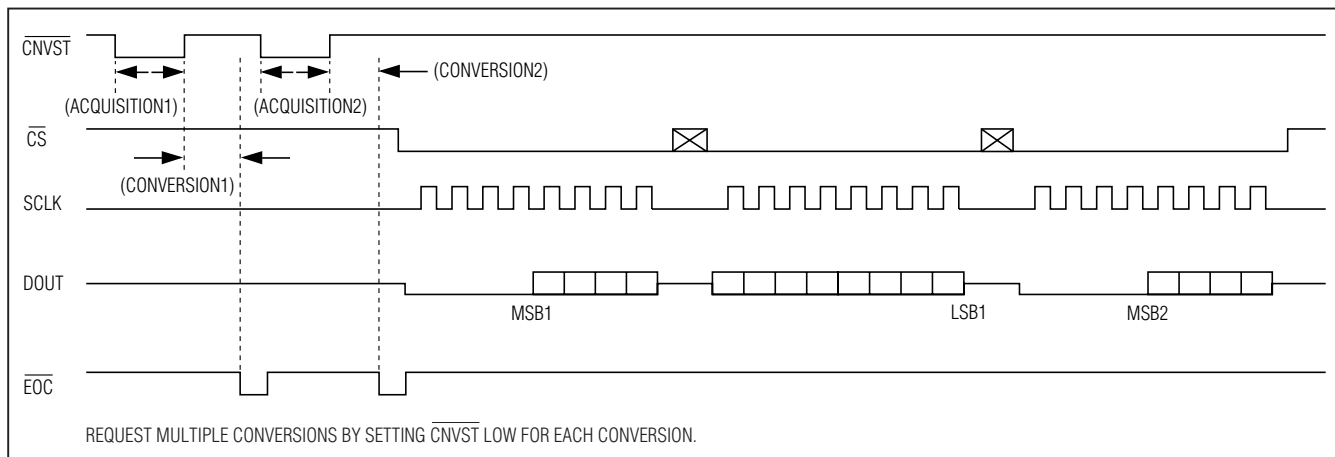 CNVST
(CONVERSION2)
(ACQUISITION1) (ACQUISITION2)
CS
(CONVERSION1)
SCLK
DOUT
MSB1 LSB1 MSB2
EOC
REQUEST MULTIPLE CONVERSIONS BY SETTING CNVST LOW FOR EACH CONVERSION.